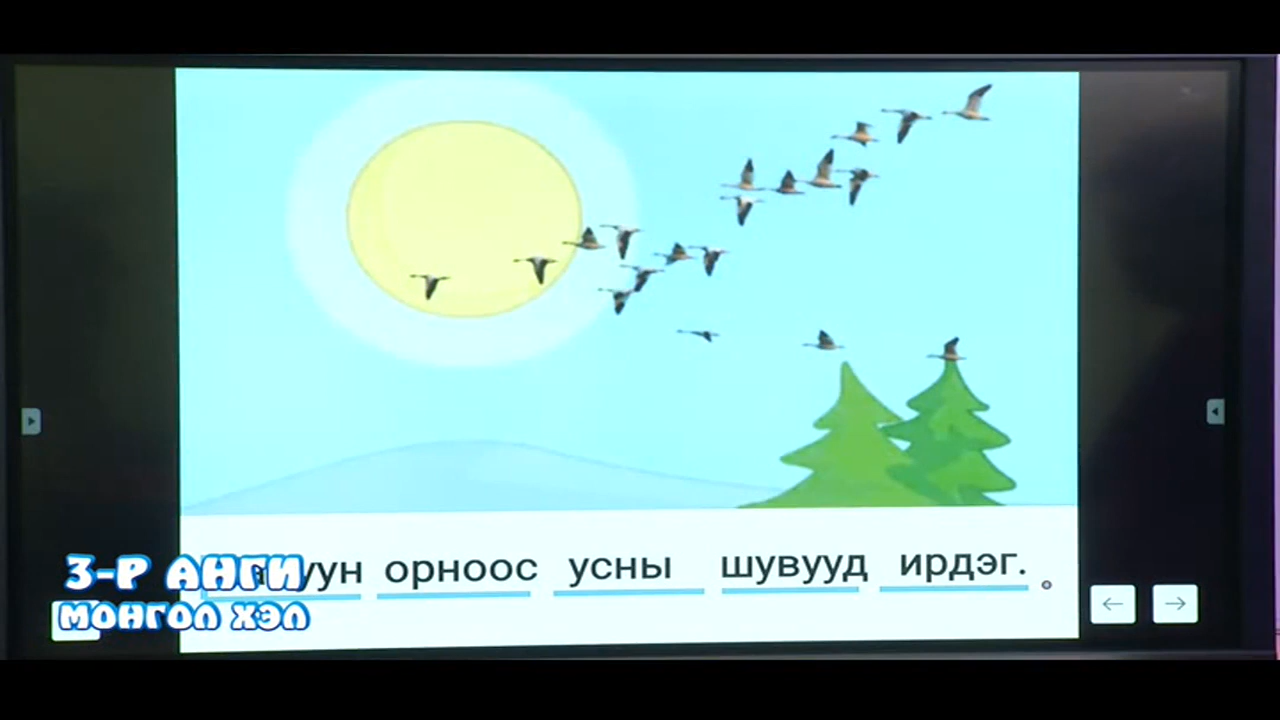 орноос усны шувууд ирдэг.
3-Р АНГИ
МОНГОЛ ХЭЛ